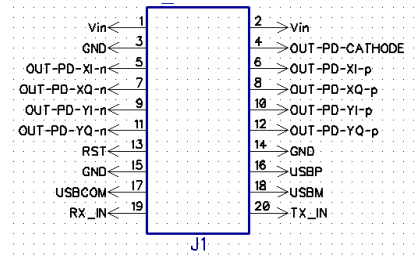 Vin 1 2 Vin
GND 3 4 OUT-PD-CATHODE
OUT-PD-XI-n 5 6 OUT-PD-XI-p
OUT-PD-XQ-n 7 8 OUT-PD-XQ-p
OUT-PD-YI-n 9 10 OUT-PD-YI-p
OUT-PD-YQ-n 11 12 OUT-PD-YQ-p
RST 13 14 GND
GND 15 16 USBP
USBCOM 17 18 USBM
RX_IN 19 20 TX_IN
J1